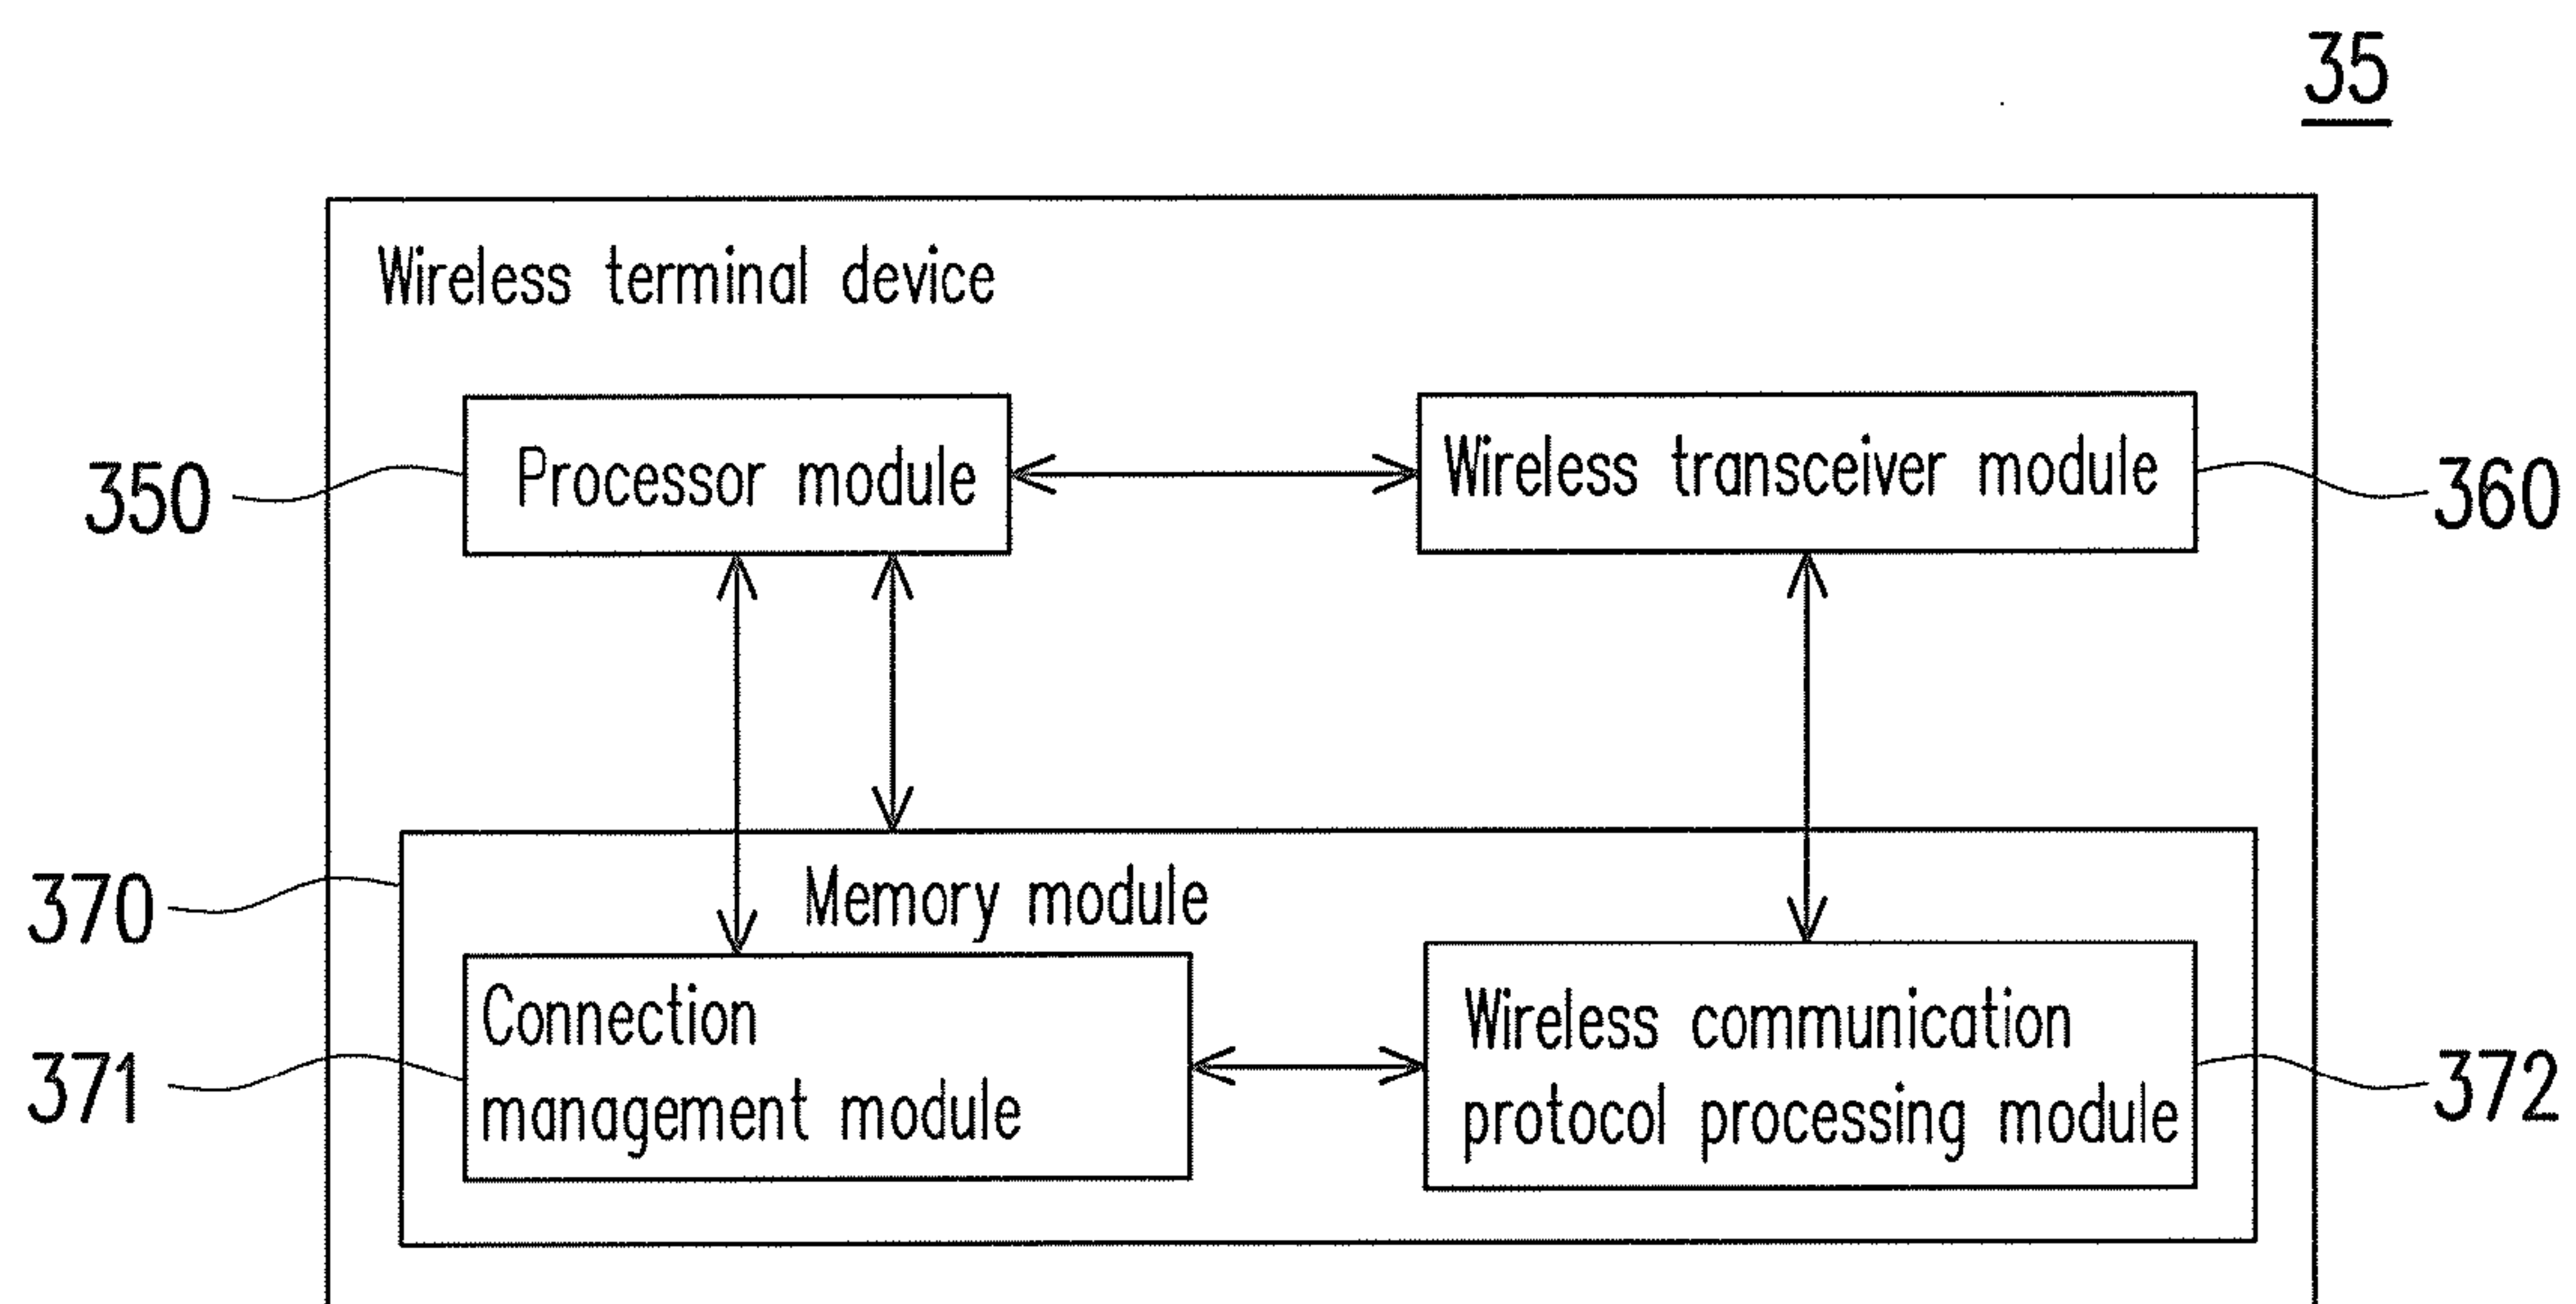 35
Wireless terminal device
350
Processor module
Wireless transceiver module
360
370
Memory module
371
Connection
management module
Wireless communication
protocol processing module
372